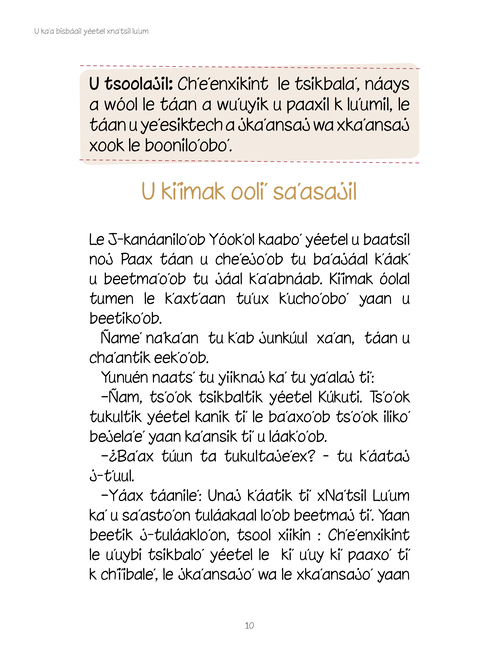 U ka'a bisbáail yéetel xna'tsil lu'um
U tsoolajil: Ch'e'enxikint le tsikbala', náays
a wóol le táan a wu'uyik u paaxil k lu'umil, le
táan u ye'esiktech a jka'ansaj wa xka'ansaj
xook le boonilo'obo'.
U ki'imak ooli' sa'asajil
Le J-kanáanilo'ob Yóok'ol kaabo' yéetel u baatsil
noj Paax táan u che'ejo'ob tu ba'ajáal k'áak'
u beetma'o'ob tu jáal k'a'abnáab. Ki'imak óolal
tumen le k'axt'aan tu'ux k'ucho'obo' yaan u
beetiko'ob.
Ñame' na'ka'an tu k'ab junkúul xa'an, táan u
cha'antik eek'o'ob.
Yunuén naats' tu yiiknaj ka' tu ya'alaj ti':
–Ñam, ts'o'ok tsikbaltik yéetel Kúkuti. Ts'o'ok
tukultik yéetel kanik ti' le ba'axo'ob ts'o'ok iliko'
bejela'e' yaan ka'ansik ti' u láak'o'ob.
–¿Ba'ax túun ta tukultaje'ex? - tu k'áataj
j-t'uul.
–Yáax táanile': Unaj k'áatik ti' xNa'tsil Lu'um
ka' u sa'asto'on tuláakaal lo'ob beetmaj ti'. Yaan
beetik j-tuláaklo'on, tsool xiikin : Ch'e'enxikint
le u'uybi tsikbalo' yéetel le ki' u'uy ki' paaxo' ti'
k ch'i'ibale', le jka'ansajo' wa le xka'ansajo' yaan
10